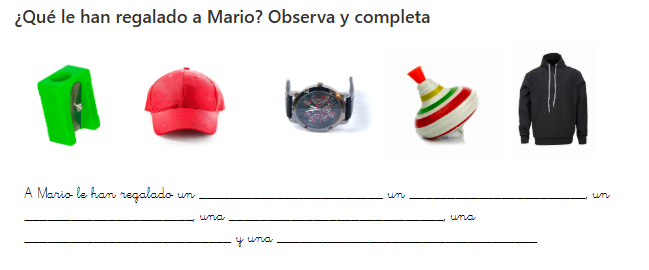 ¿Qué le han regalado a Mario? Observa y completa
A Mario le han regalado un ____________________ un ____________________, un
____________________, una ____________________, una
____________________ y una ____________________